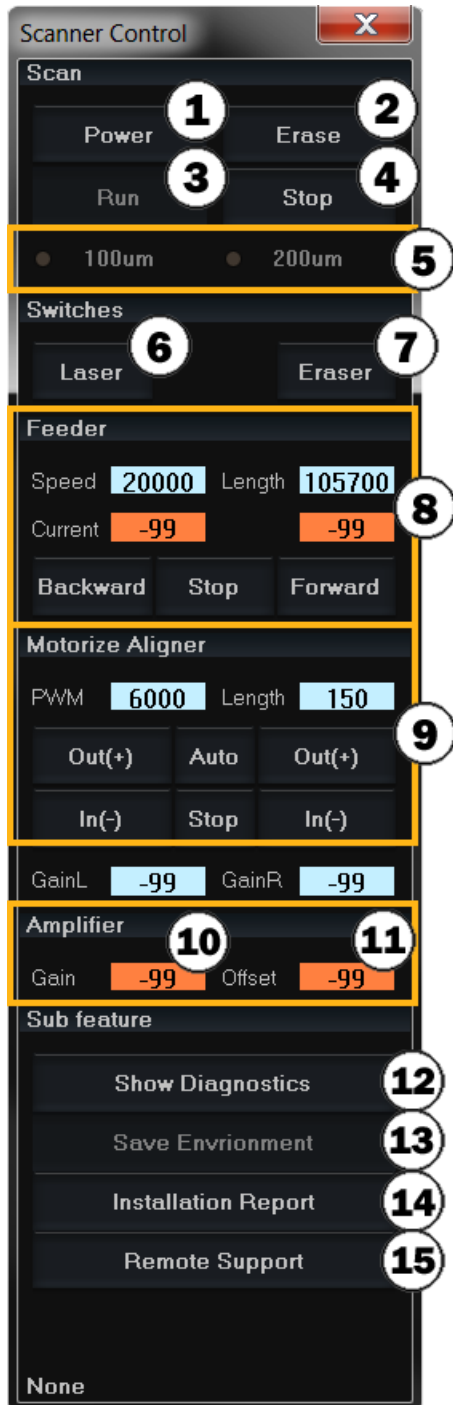 Scanner Control
Scan
1 2
Power Erase
3 4
Run Stop
100um 200um 5
Switches
6 7
Laser Eraser
Feeder
Speed 20000 Length 105700
8
Current -99 -99
Backward Stop Forward
Motorize Aligner
PWM 6000 Length 150
9
Out(+) Auto Out(+)
In(-) Stop In(-)
GainL -99 GainR -99
Amplifier
10 11
Gain -99 Offset -99
Sub feature
Show Diagnostics 12
Save Envrionment 13
Installation Report 14
Remote Support 15
None